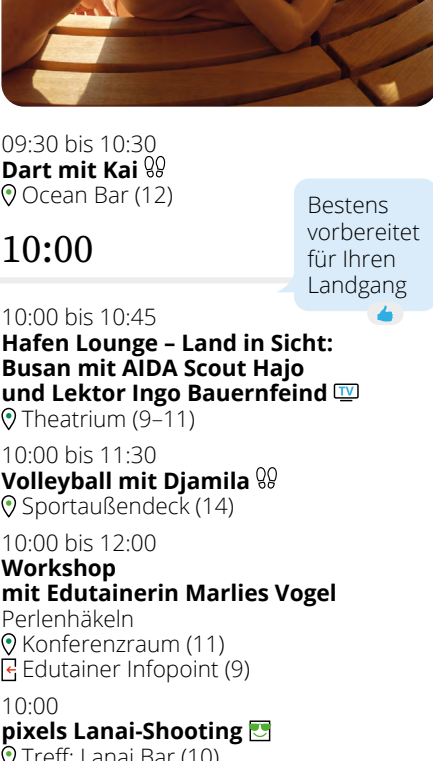 09:30 bis 10:30
Dart mit Kai
Ocean Bar (12)
Bestens
vorbereitet
für Ihren
Landgang
10:00
10:00 bis 10:45
Hafen Lounge – Land in Sicht:
Busan mit AIDA Scout Hajo
und Lektor Ingo Bauernfeind TV
Theatrium (9–11)
10:00 bis 11:30
Volleyball mit Djamila
Sportaußendeck (14)
10:00 bis 12:00
Workshop
mit Edutainerin Marlies Vogel
Perlenhäkeln
Konferenzraum (11)
Edutainer Infopoint (9)
10:00
pixels Lanai-Shooting
Treff: Lanai Bar (10)